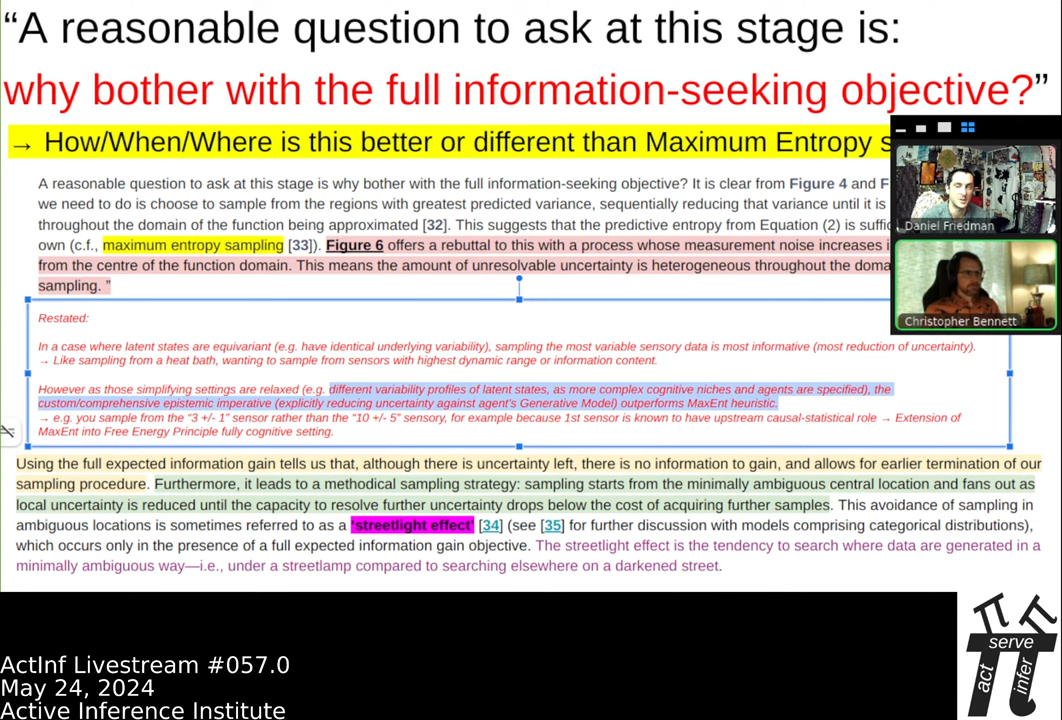 “A reasonable question to ask at this stage is:
why bother with the full information-seeking objective?”
→ How/When/Where is this better or different than Maximum Entropy s
A reasonable question to ask at this stage is why bother with the full information-seeking objective? It is clear from Figure 4 and F
we need to do is choose to sample from the regions with greatest predicted variance, sequentially reducing that variance until it is
throughout the domain of the function being approximated [32]. This suggests that the predictive entropy from Equation (2) is suffic
own (c.f., maximum entropy sampling [33]). Figure 6 offers a rebuttal to this with a process whose measurement noise increases i
from the centre of the function domain. This means the amount of unresolvable uncertainty is heterogeneous throughout the doma
sampling. ”
Restated:
In a case where latent states are equivariant (e.g. have identical underlying variability), sampling the most variable sensory data is most informative (most reduction of uncertainty).
→ Like sampling from a heat bath, wanting to sample from sensors with highest dynamic range or information content.
However as those simplifying settings are relaxed (e.g. different variability profiles of latent states, as more complex cognitive niches and agents are specified), the
custom/comprehensive epistemic imperative (explicitly reducing uncertainty against agent's Generative Model) outperforms MaxEnt heuristic.
→ e.g. you sample from the “3 +/- 1” sensor rather than the “10 +/- 5” sensory, for example because 1st sensor is known to have upstream causal-statistical role → Extension of
MaxEnt into Free Energy Principle fully cognitive setting.
Using the full expected information gain tells us that, although there is uncertainty left, there is no information to gain, and allows for earlier termination of our
sampling procedure. Furthermore, it leads to a methodical sampling strategy: sampling starts from the minimally ambiguous central location and fans out as
local uncertainty is reduced until the capacity to resolve further uncertainty drops below the cost of acquiring further samples. This avoidance of sampling in
ambiguous locations is sometimes referred to as a ‘streetlight effect’ [34] (see [35] for further discussion with models comprising categorical distributions),
which occurs only in the presence of a full expected information gain objective. The streetlight effect is the tendency to search where data are generated in a
minimally ambiguous way—i.e., under a streetlamp compared to searching elsewhere on a darkened street.
Daniel Friedman
Christopher Bennett
ActInf Livestream #057.0
May 24, 2024
Active Inference Institute
serve
act
infer